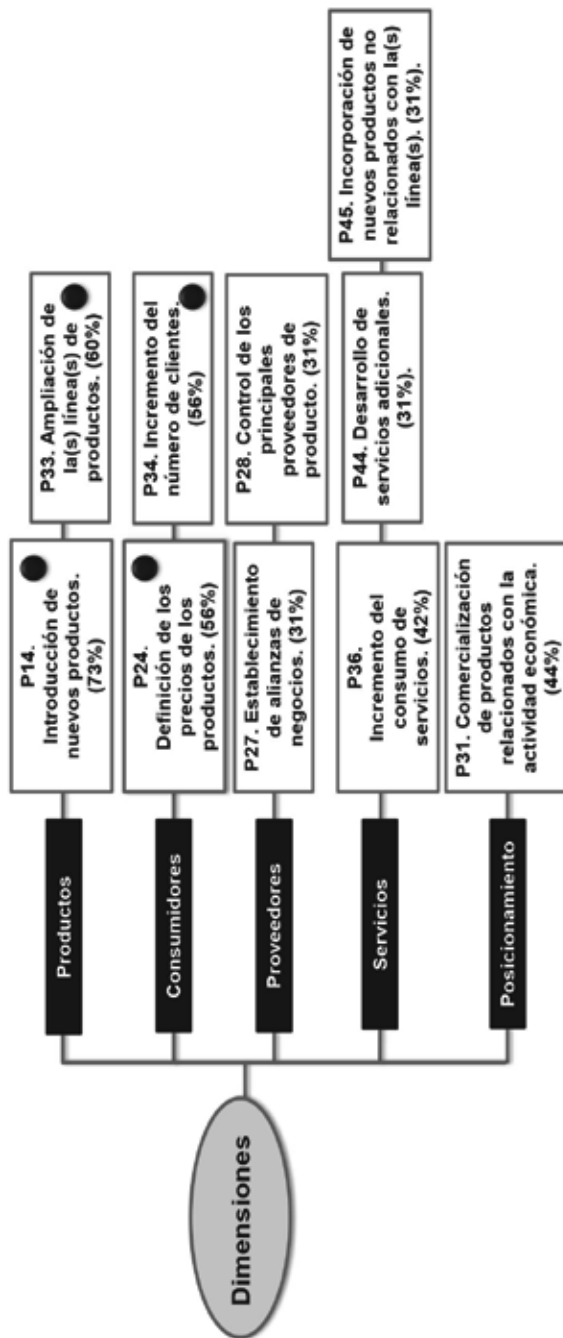 Dimensiones
Productos
P14.
Introducción de
nuevos productos.
(73%)
P33. Ampliación de
la(s) línea(s) de
productos. (60%)
Consumidores
P24.
Definición de los
precios de los
productos. (56%)
P34. Incremento del
número de clientes.
(56%)
Proveedores
P27. Establecimiento
de alianzas de
negocios. (31%)
P28. Control de los
principales
proveedores de
producto. (31%)
Servicios
P36.
Incremento del
consumo de
servicios. (42%)
P44. Desarrollo de
servicios adicionales.
(31%).
P45. Incorporación de
nuevos productos no
relacionados con la(s)
línea(s). (31%).
Posicionamiento
P31. Comercialización
de productos
relacionados con la
actividad económica.
(44%)